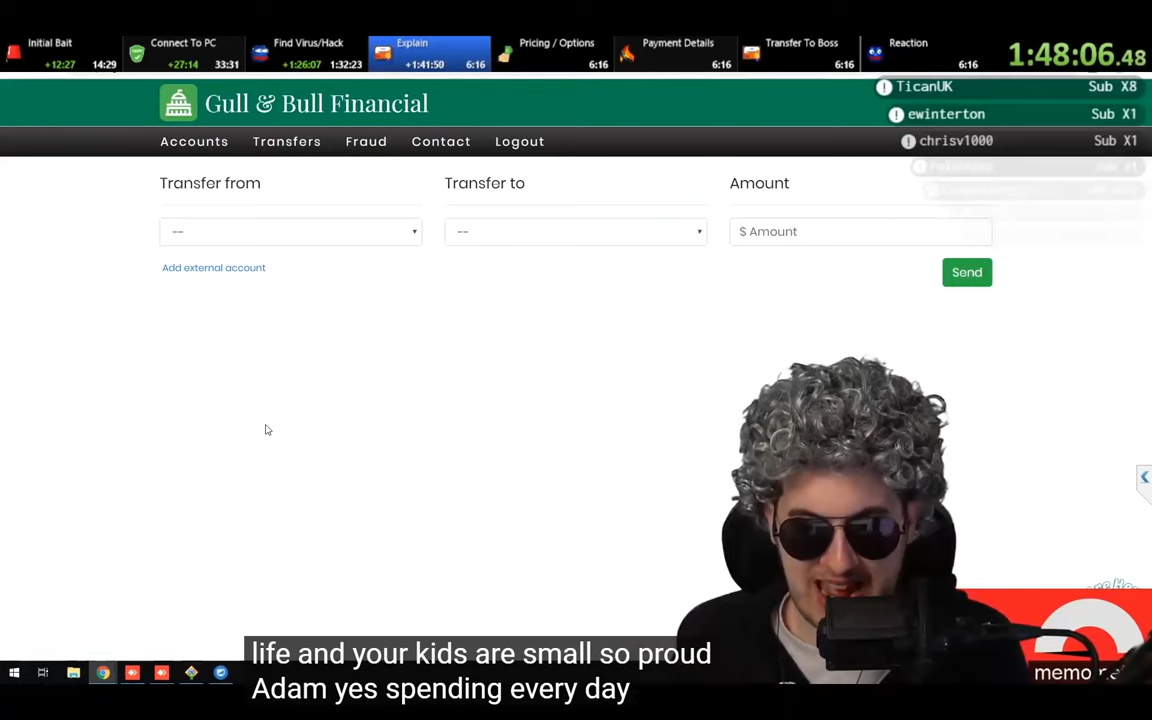 Initial Bait
+12:27 14:29
Connect To PC
+27:14 33:31
Find Virus/Hack
+1:26:07 1:32:23
Explain
+1:41:50 6:16
Pricing / Options
6:16
Payment Details
6:16
Transfer To Boss
6:16
Reaction
6:16
1:48:06.48
TicanUK Sub X8
ewinterton Sub X1
chrisv1000 Sub X1
Gull & Bull Financial
Accounts Transfers Fraud Contact Logout
Transfer from Transfer to Amount
-- -- $ Amount
Add external account
Send
life and your kids are small so proud
Adam yes spending every day
memo